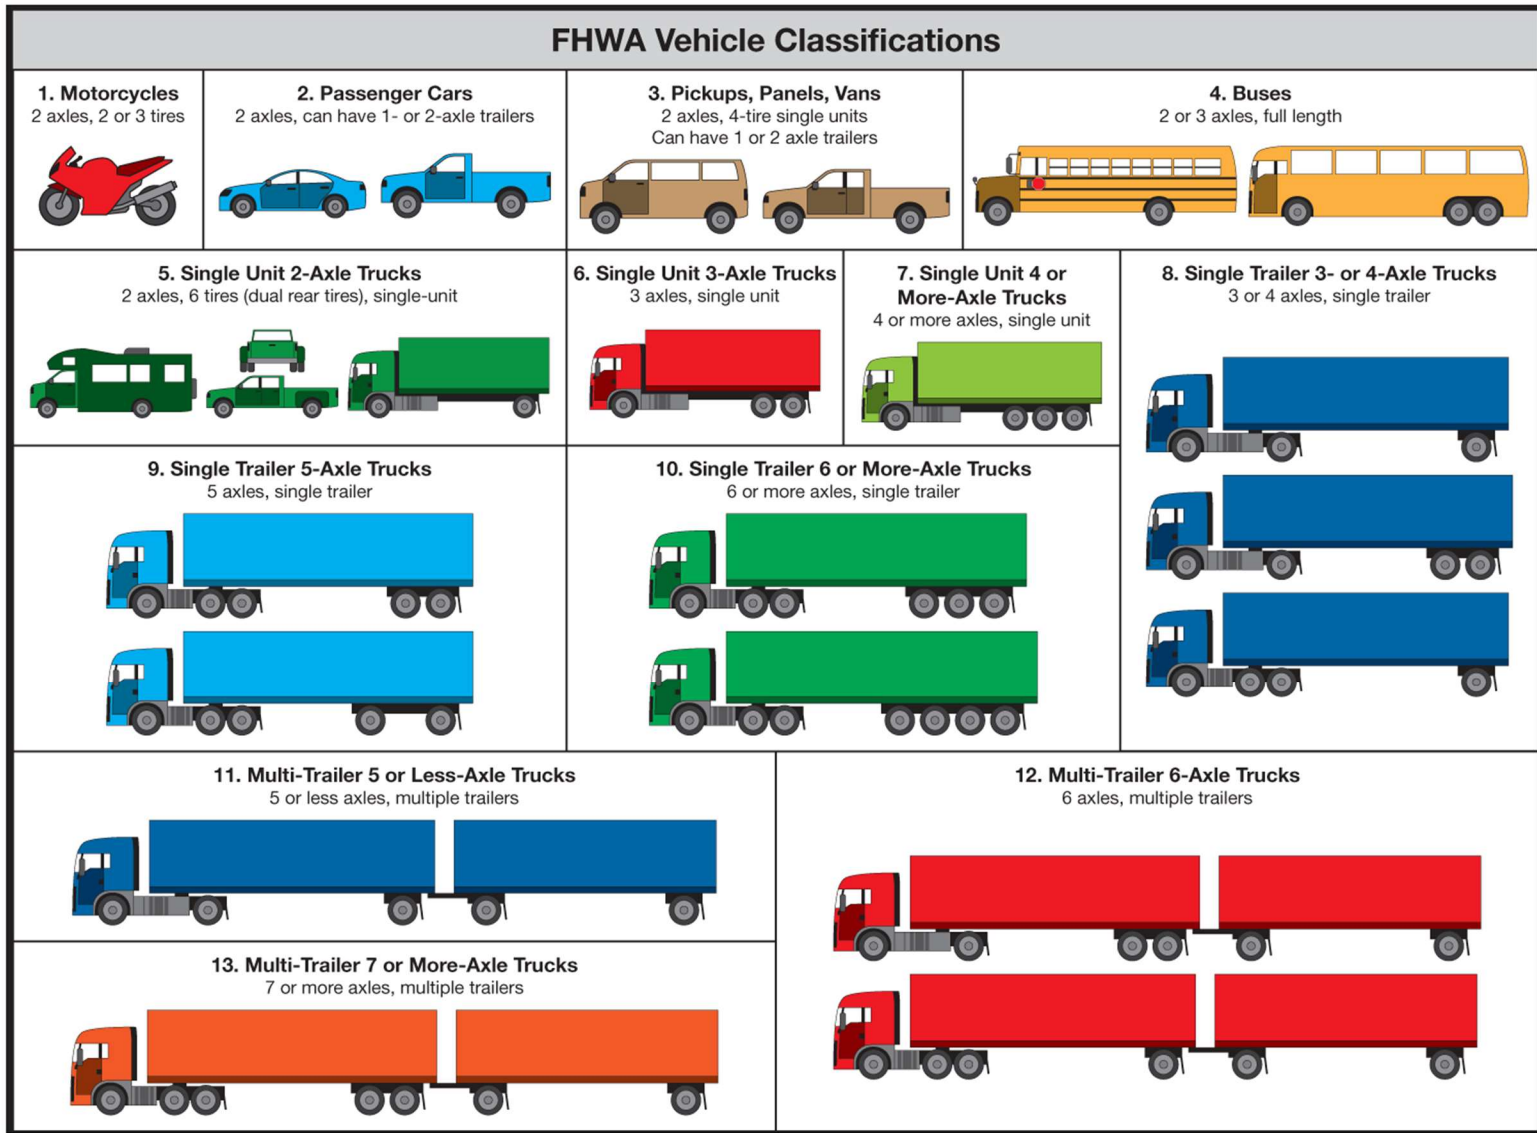 FHWA Vehicle Classifications
1. Motorcycles
2 axles, 2 or 3 tires
2. Passenger Cars
2 axles, can have 1- or 2-axle trailers
3. Pickups, Panels, Vans
2 axles, 4-tire single units
Can have 1 or 2 axle trailers
4. Buses
2 or 3 axles, full length
5. Single Unit 2-Axle Trucks
2 axles, 6 tires (dual rear tires), single-unit
6. Single Unit 3-Axle Trucks
3 axles, single unit
7. Single Unit 4 or
More-Axle Trucks
4 or more axles, single unit
8. Single Trailer 3- or 4-Axle Trucks
3 or 4 axles, single trailer
9. Single Trailer 5-Axle Trucks
5 axles, single trailer
10. Single Trailer 6 or More-Axle Trucks
6 or more axles, single trailer
11. Multi-Trailer 5 or Less-Axle Trucks
5 or less axles, multiple trailers
12. Multi-Trailer 6-Axle Trucks
6 axles, multiple trailers
13. Multi-Trailer 7 or More-Axle Trucks
7 or more axles, multiple trailers